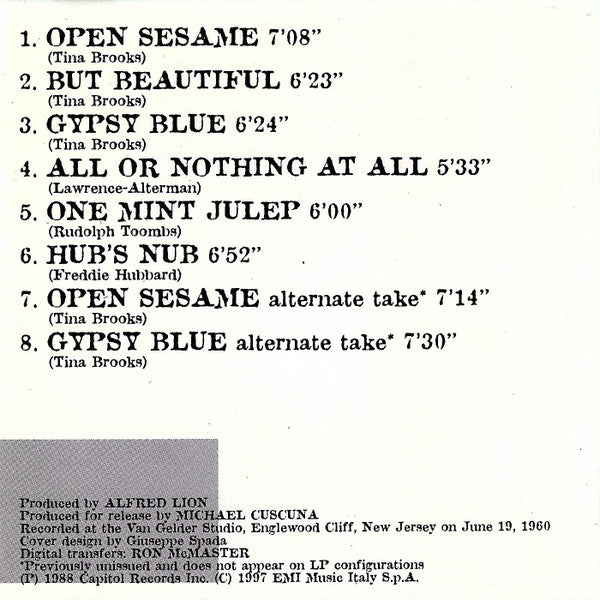 1. OPEN SESAME 7'08"
(Tina Brooks)
2. BUT BEAUTIFUL 6'23"
(Tina Brooks)
3. GYPSY BLUE 6'24"
(Tina Brooks)
4. ALL OR NOTHING AT ALL 5'33"
(Lawrence-Alterman)
5. ONE MINT JULEP 6'00"
(Rudolph Toombs)
6. HUB'S NUB 6'52"
(Freddie Hubbard)
7. OPEN SESAME alternate take* 7'14"
(Tina Brooks)
8. GYPSY BLUE alternate take* 7'30"
(Tina Brooks)
Produced by ALFRED LION
Produced for release by MICHAEL CUSCUNA
Recorded at the Van Gelder Studio, Englewood Cliff, New Jersey on June 19, 1960
Cover design by Giuseppe Spada
Digital transfers: RON McMASTER
*Previously unissued and does not appear on LP configurations
(P) 1988 Capitol Records Inc. (C) 1997 EMI Music Italy S.p.A.